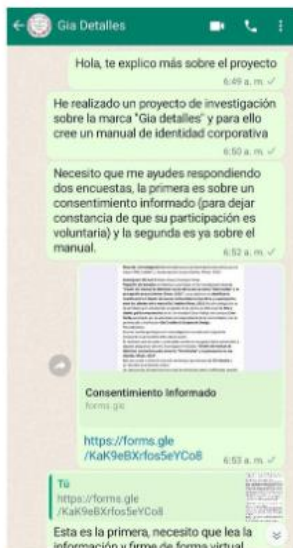 Gia Detalles
Hola, te explico más sobre el proyecto
6:49 a. m.
He realizado un proyecto de investigación
sobre la marca "Gia detalles" y para ello
cree un manual de identidad corporativa
6:50 a. m.
Necesito que me ayudes respondiendo
dos encuestas, la primera es sobre un
consentimiento informado (para dejar
constancia de que su participación es
voluntaria) y la segunda es ya sobre el
manual.
6:52 a. m.
Consentimiento Informado
forms.gle
https://forms.gle
/KaK9eBXrfos5eYCo8
6:53 a. m.
Tú
https://forms.gle
/KaK9eBXrfos5eYCo8
Esta es la primera, necesito que lea la
información y firme de forma virtual